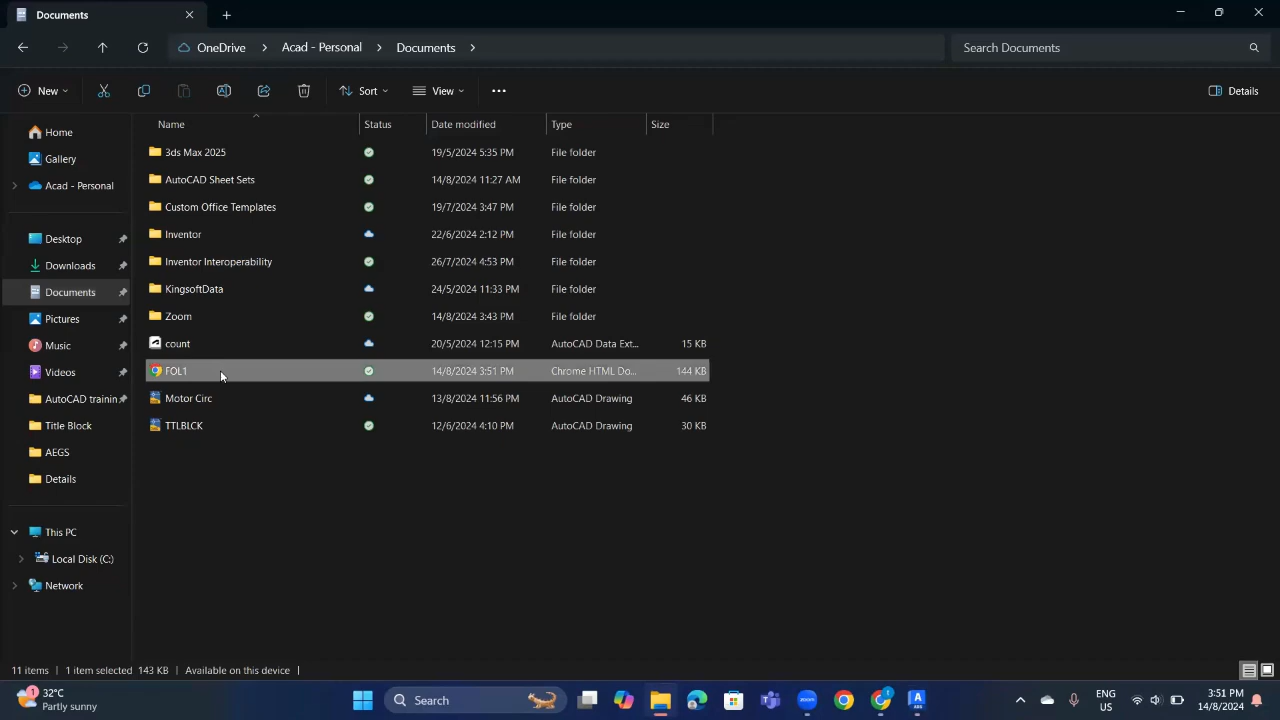 Documents
OneDrive > Acad - Personal > Documents >
Search Documents
New
Sort
View
Details
Name Status Date modified Type Size
Home
Gallery
Acad - Personal
Desktop
Downloads
Documents
Pictures
Music
Videos
AutoCAD trainin
Title Block
AEGS
Details
This PC
Local Disk (C:)
Network
3ds Max 2025 19/5/2024 5:35 PM File folder
AutoCAD Sheet Sets 14/8/2024 11:27 AM File folder
Custom Office Templates 19/7/2024 3:47 PM File folder
Inventor 22/6/2024 2:12 PM File folder
Inventor Interoperability 26/7/2024 4:53 PM File folder
KingsoftData 24/5/2024 11:33 PM File folder
Zoom 14/8/2024 3:43 PM File folder
count 20/5/2024 12:15 PM AutoCAD Data Ext... 15 KB
FOL1 14/8/2024 3:51 PM Chrome HTML Do... 144 KB
Motor Circ 13/8/2024 11:56 PM AutoCAD Drawing 46 KB
TTLBLCK 12/6/2024 4:10 PM AutoCAD Drawing 30 KB
11 items | 1 item selected 143 KB | Available on this device |
1
32°C
Partly sunny
Search
zoom
ENG
US
3:51 PM
14/8/2024